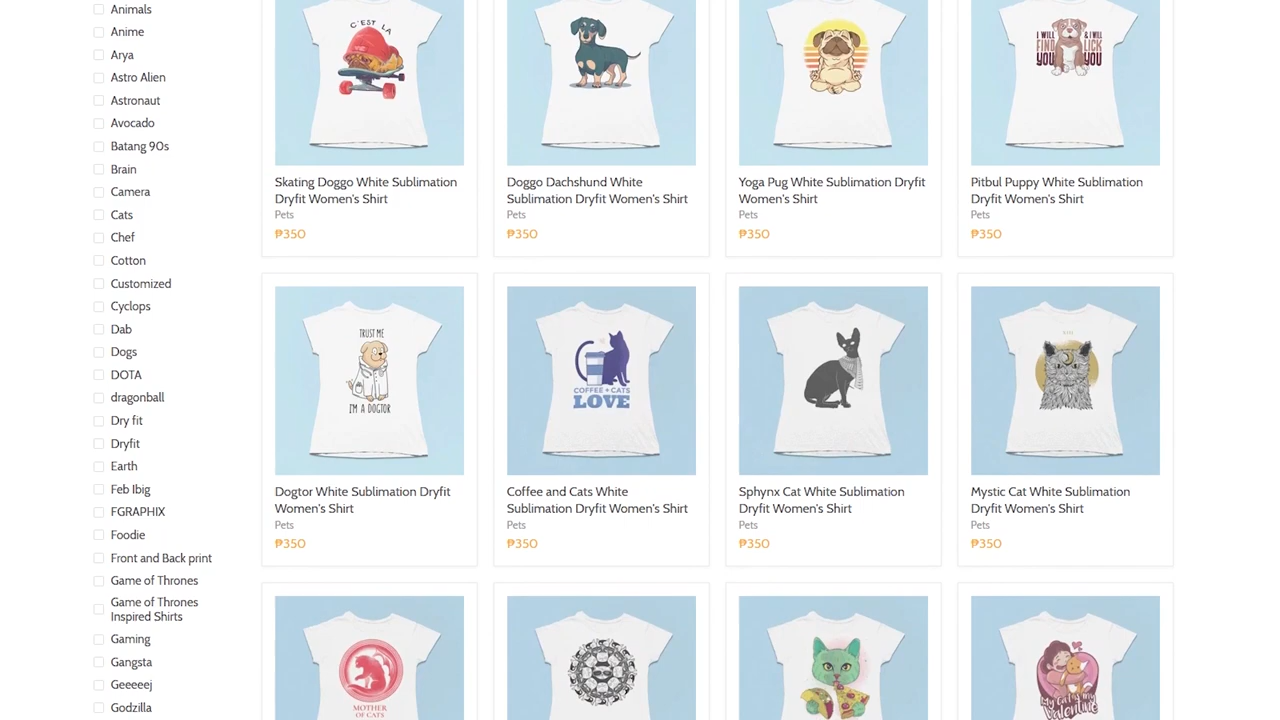 Animals
Anime
Arya
Astro Alien
Astronaut
Avocado
Batang 90s
Brain
Camera
Cats
Chef
Cotton
Customized
Cyclops
Dab
Dogs
DOTA
dragonball
Dry fit
Dryfit
Earth
Feb Ibig
FGRAPHIX
Foodie
Front and Back print
Game of Thrones
Game of Thrones
Inspired Shirts
Gaming
Gangsta
Geeeeej
Godzilla
C'EST LA
I WILL & I WILL
FIND LICK
YOU YOU
Skating Doggo White Sublimation
Dryfit Women's Shirt
Pets
₱350
Doggo Dachshund White
Sublimation Dryfit Women's Shirt
Pets
₱350
Yoga Pug White Sublimation Dryfit
Women's Shirt
Pets
₱350
Pitbul Puppy White Sublimation
Dryfit Women's Shirt
Pets
₱350
TRUST ME
I'M A DOGTOR
COFFEE + CATS
LOVE
Dogtor White Sublimation Dryfit
Women's Shirt
Pets
₱350
Coffee and Cats White
Sublimation Dryfit Women's Shirt
Pets
₱350
Sphynx Cat White Sublimation
Dryfit Women's Shirt
Pets
₱350
Mystic Cat White Sublimation
Dryfit Women's Shirt
Pets
₱350
MOTHER
OF CATS
My Cat is my
Valentine